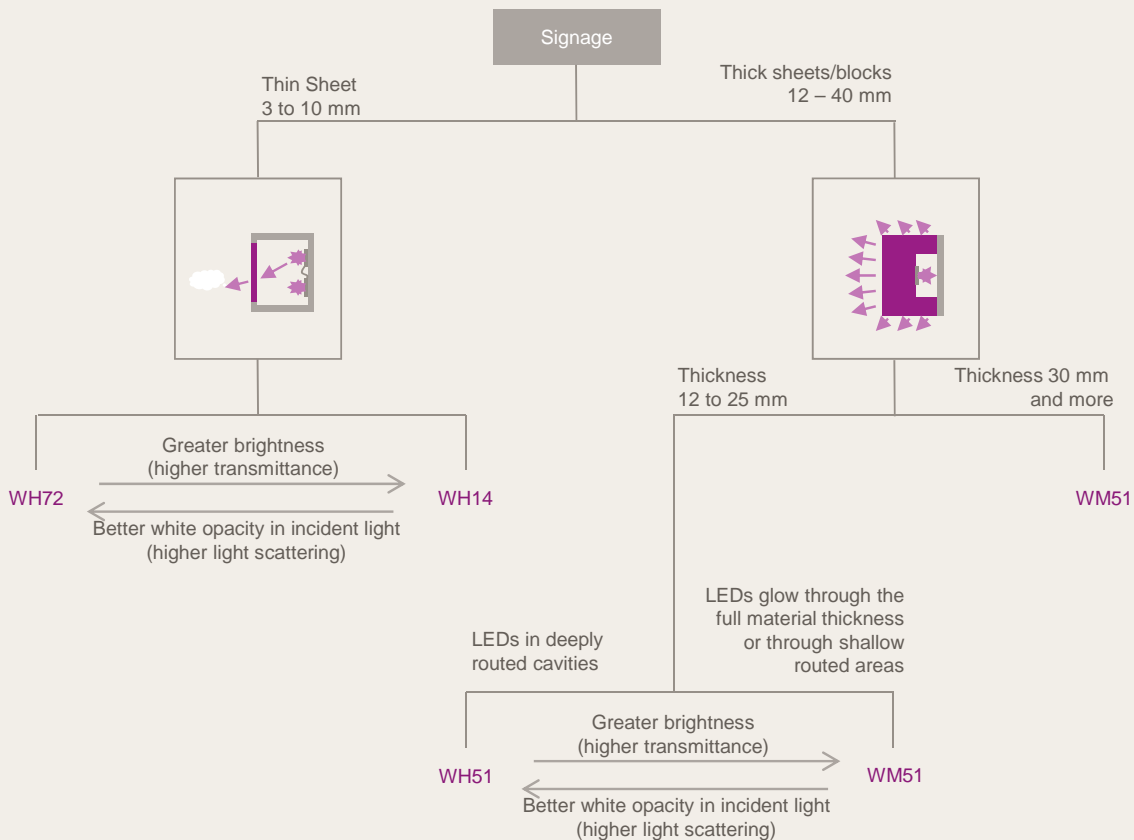 Signage
Thin Sheet
3 to 10 mm
Thick sheets/blocks
12 – 40 mm
Thickness
12 to 25 mm
Thickness 30 mm
and more
Greater brightness
(higher transmittance)
WH72
WH14
WM51
Better white opacity in incident light
(higher light scattering)
LEDs in deeply
routed cavities
LEDs glow through the
full material thickness
or through shallow
routed areas
Greater brightness
(higher transmittance)
WH51
WM51
Better white opacity in incident light
(higher light scattering)